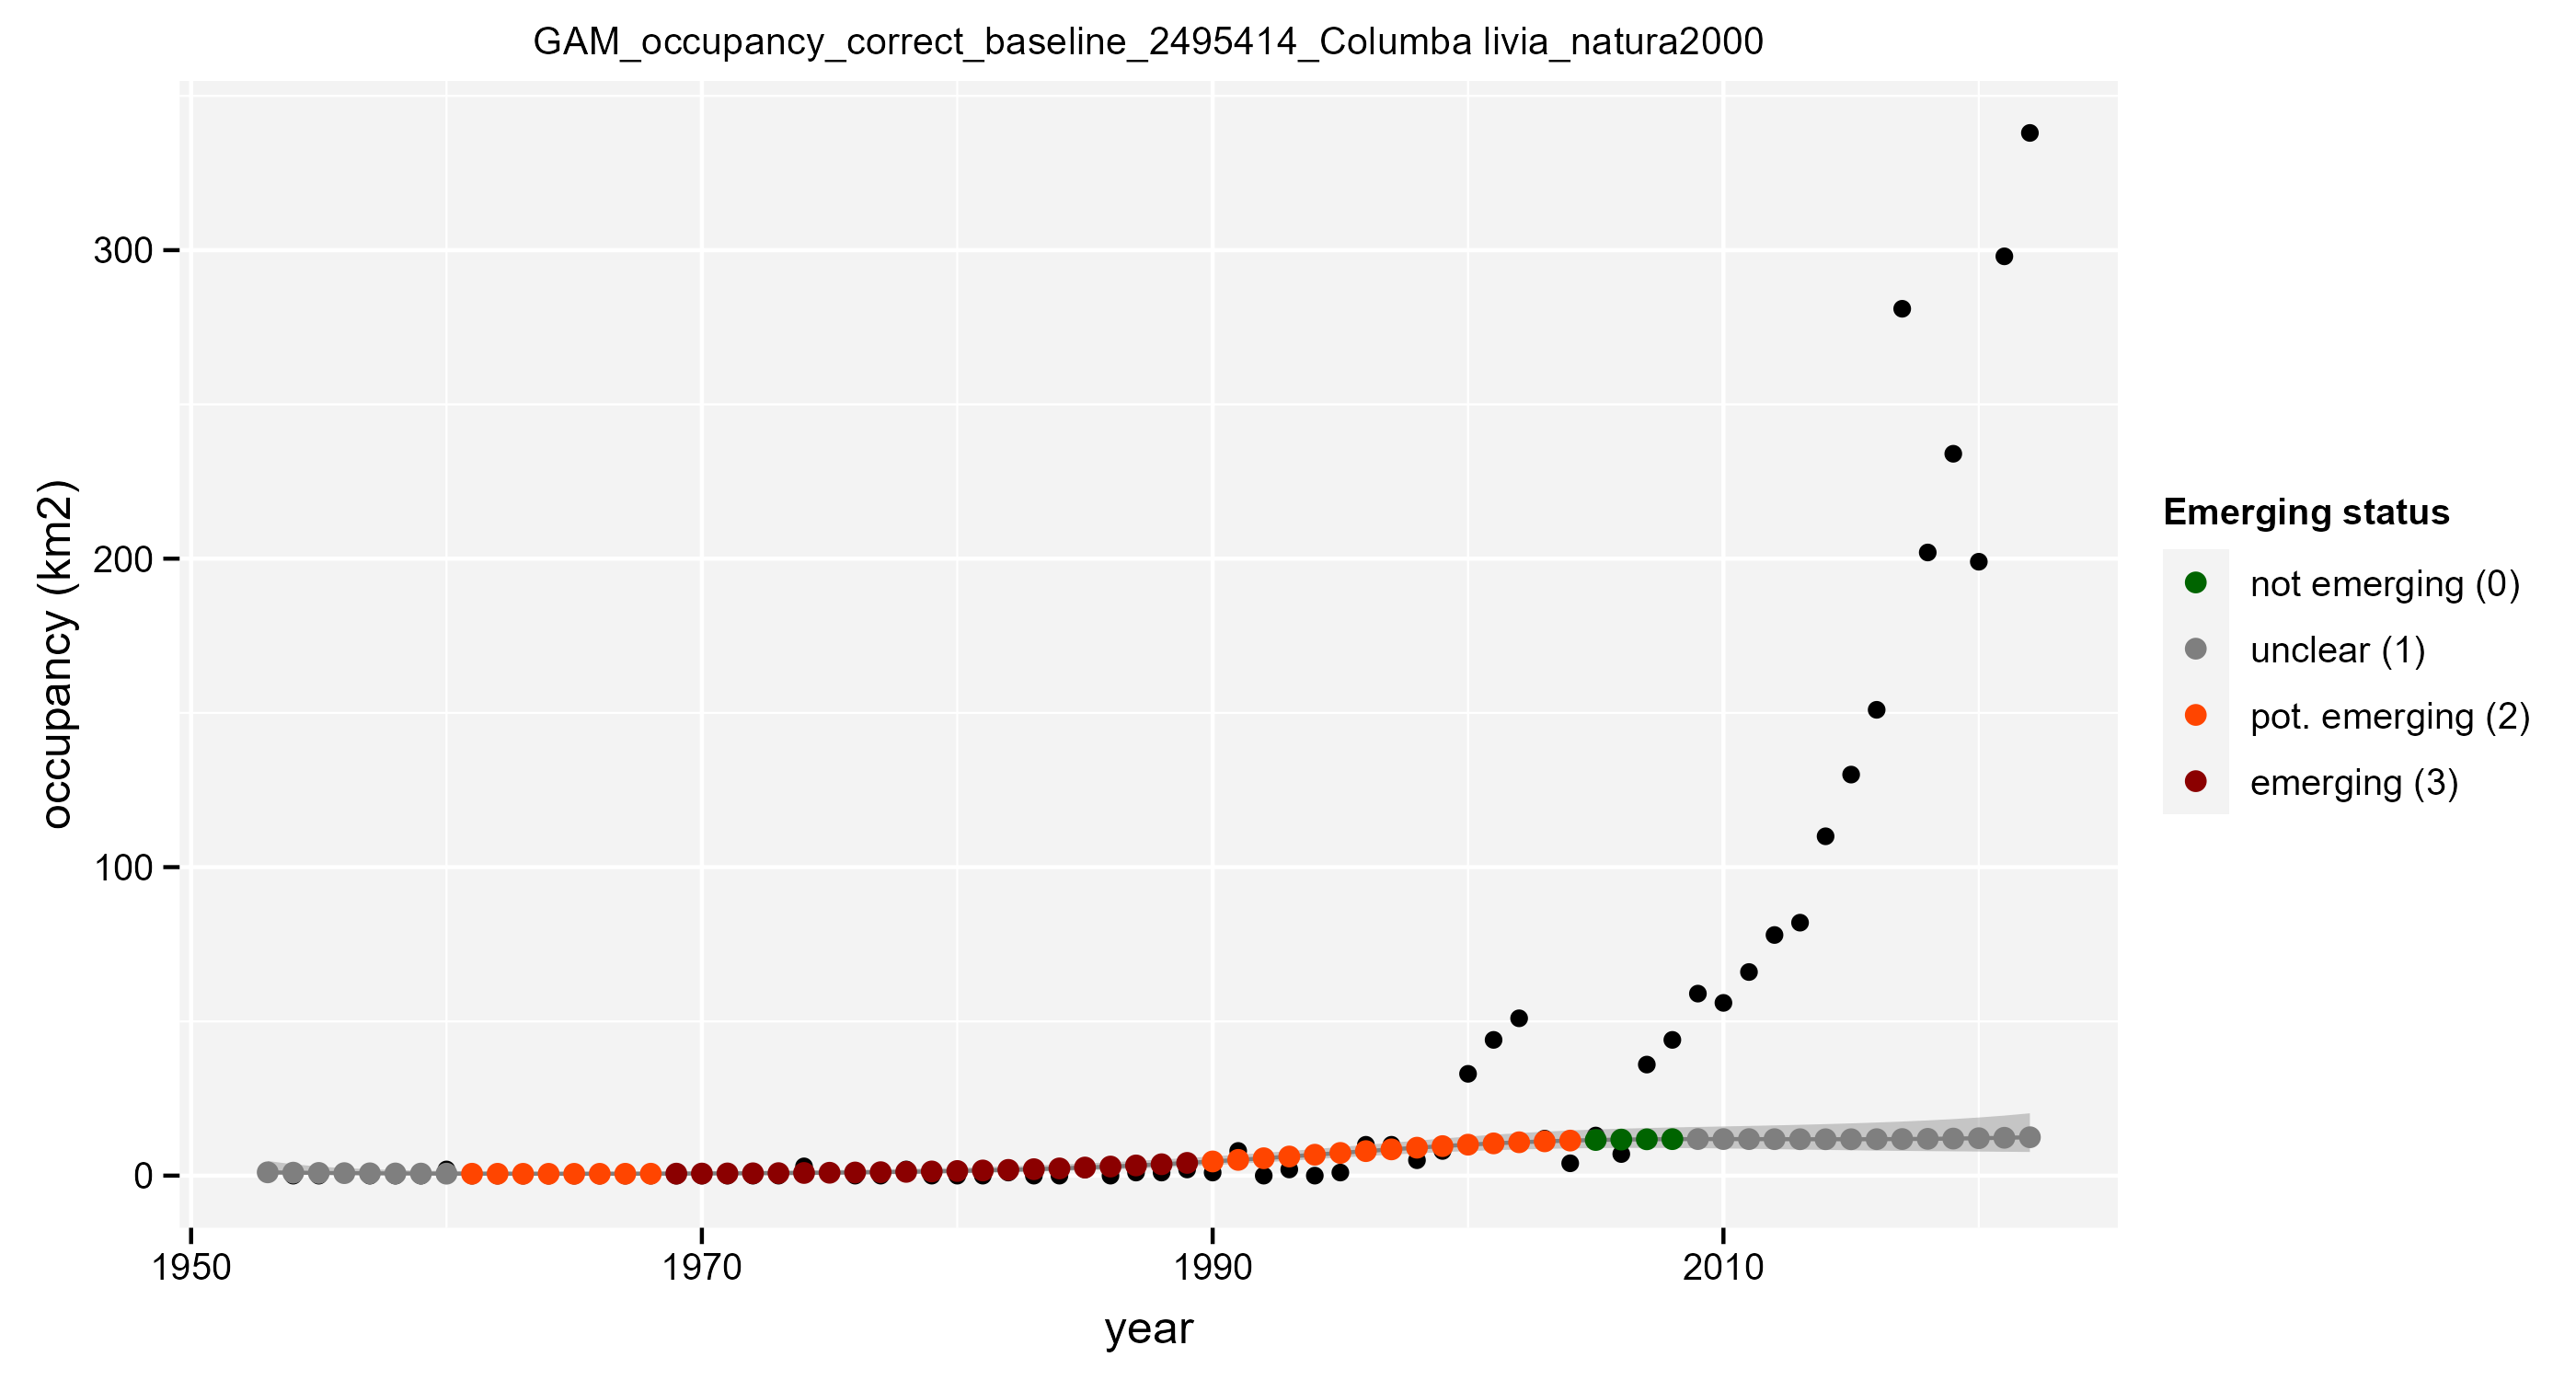 GAM_occupancy_correct_baseline_2495414_Columba livia_natura2000
occupancy (km2)
300
200
100
0
1950
1970
1990
2010
year
Emerging status
not emerging (0)
unclear (1)
pot. emerging (2)
emerging (3)